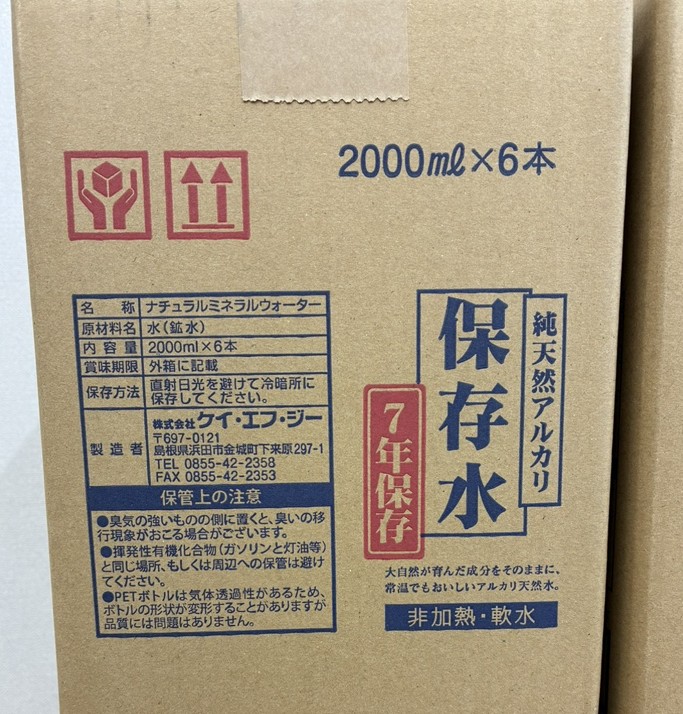 2000ml×6本
名称 ナチュラルミネラルウォーター
原材料名 水(鉱水)
内容量 2000ml×6本
賞味期限 外箱に記載
保存方法 直射日光を避けて冷暗所に
保存してください。
製造者 株式会社ケイ・エフ・ジー
〒697-0121
島根県浜田市金城町下来原297-1
TEL 0855-42-2358
FAX 0855-42-2353
保管上の注意
●臭気の強いものの側に置くと、臭いの移
行現象がおこる場合がございます。
●揮発性有機化合物(ガソリンと灯油等)
と同じ場所、もしくは周辺への保管は避け
てください。
●PETボトルは気体透過性があるため、
ボトルの形状が変形することがありますが
品質には問題はありません。
純天然アルカリ
保存水
7年保存
大自然が育んだ成分をそのままに、
常温でもおいしいアルカリ天然水。
非加熱・軟水